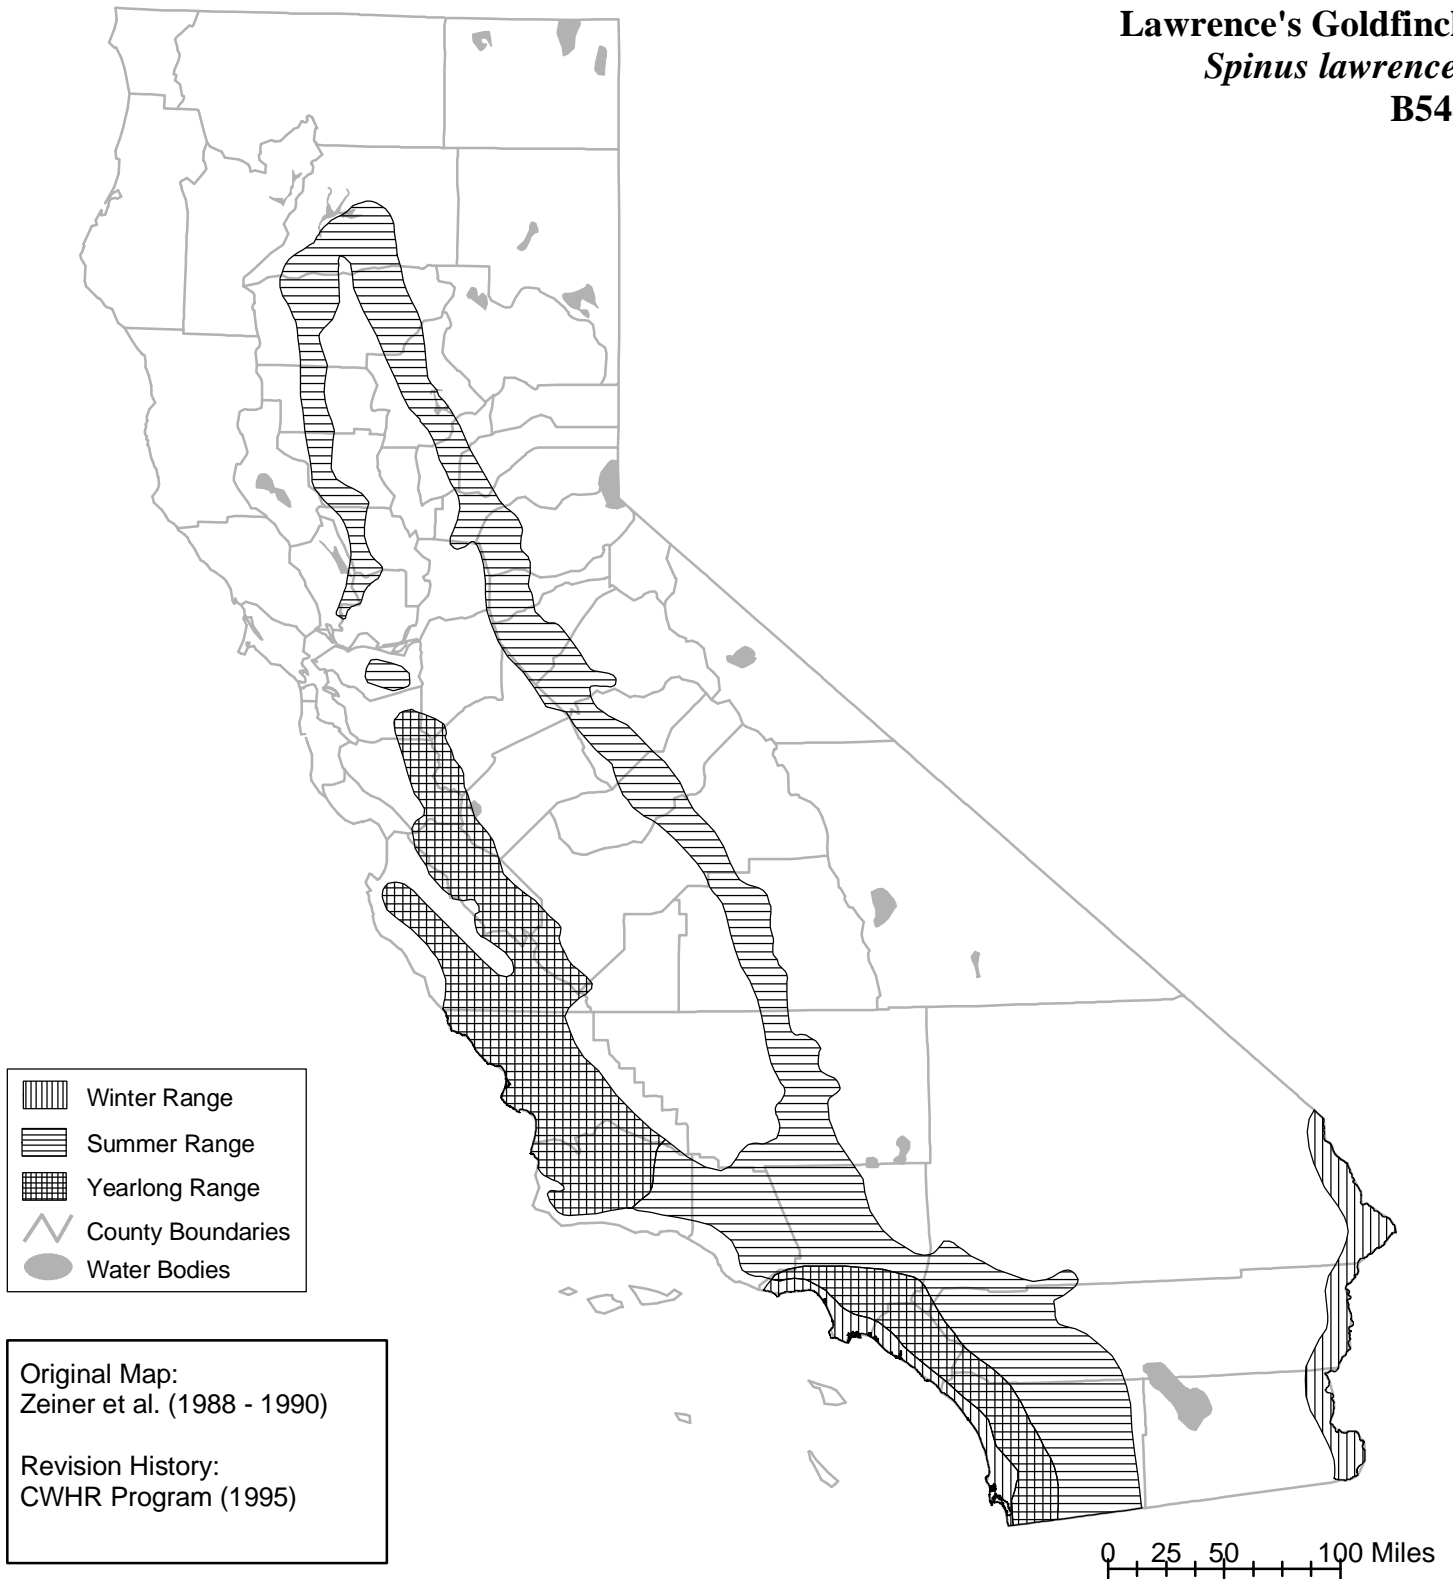 Lawrence's Goldfinch
Spinus lawrence
B54
Winter Range
Summer Range
Yearlong Range
County Boundaries
Water Bodies
Original Map:
Zeiner et al. (1988 - 1990)
Revision History:
CWHR Program (1995)
0 25 50 100 Miles